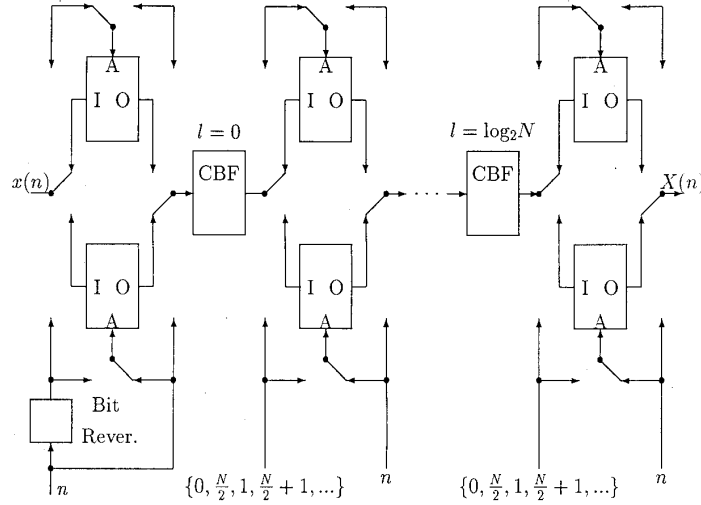 A A A
I O I O I O
l = 0 l = log₂N
CBF CBF
x(n) · · · X(n)
I O I O I O
A A A
Bit
Rever.
n {0, N/2, 1, N/2 + 1, ...} n {0, N/2, 1, N/2 + 1, ...} n